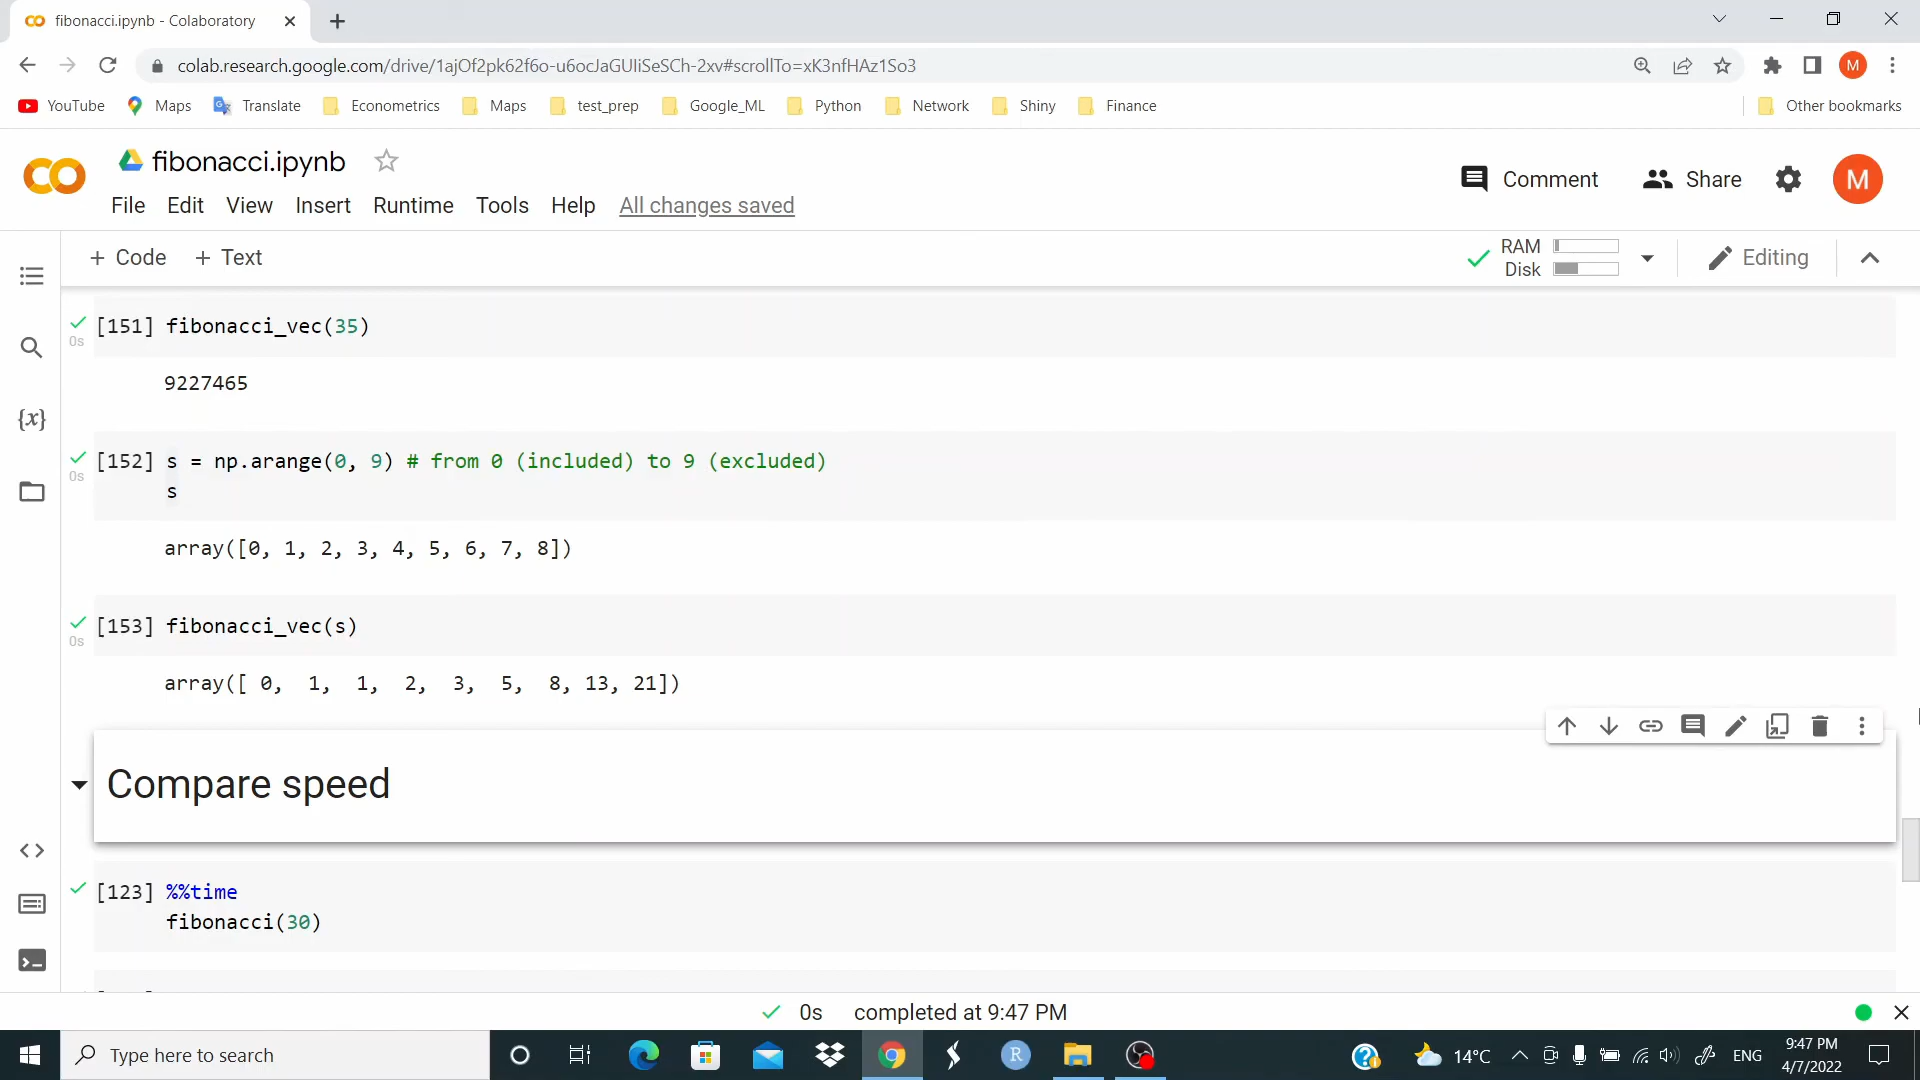 fibonacci.ipynb - Colaboratory
colab.research.google.com/drive/1ajOf2pk62f6o-u6ocJaGUIiSeSCh-2xv#scrollTo=xK3nfHAz1So3
M
YouTube Maps Translate Econometrics Maps test_prep Google_ML Python Network Shiny Finance Other bookmarks
fibonacci.ipynb
Comment Share M
File Edit View Insert Runtime Tools Help All changes saved
+ Code + Text RAM Disk Editing
[151] fibonacci_vec(35)
0s
9227465
[152] s = np.arange(0, 9) # from 0 (included) to 9 (excluded)
0s
s
array([0, 1, 2, 3, 4, 5, 6, 7, 8])
[153] fibonacci_vec(s)
0s
array([ 0,  1,  1,  2,  3,  5,  8, 13, 21])
Compare speed
[123] %%time
fibonacci(30)
0s completed at 9:47 PM
Type here to search
R
14°C
ENG
9:47 PM
4/7/2022